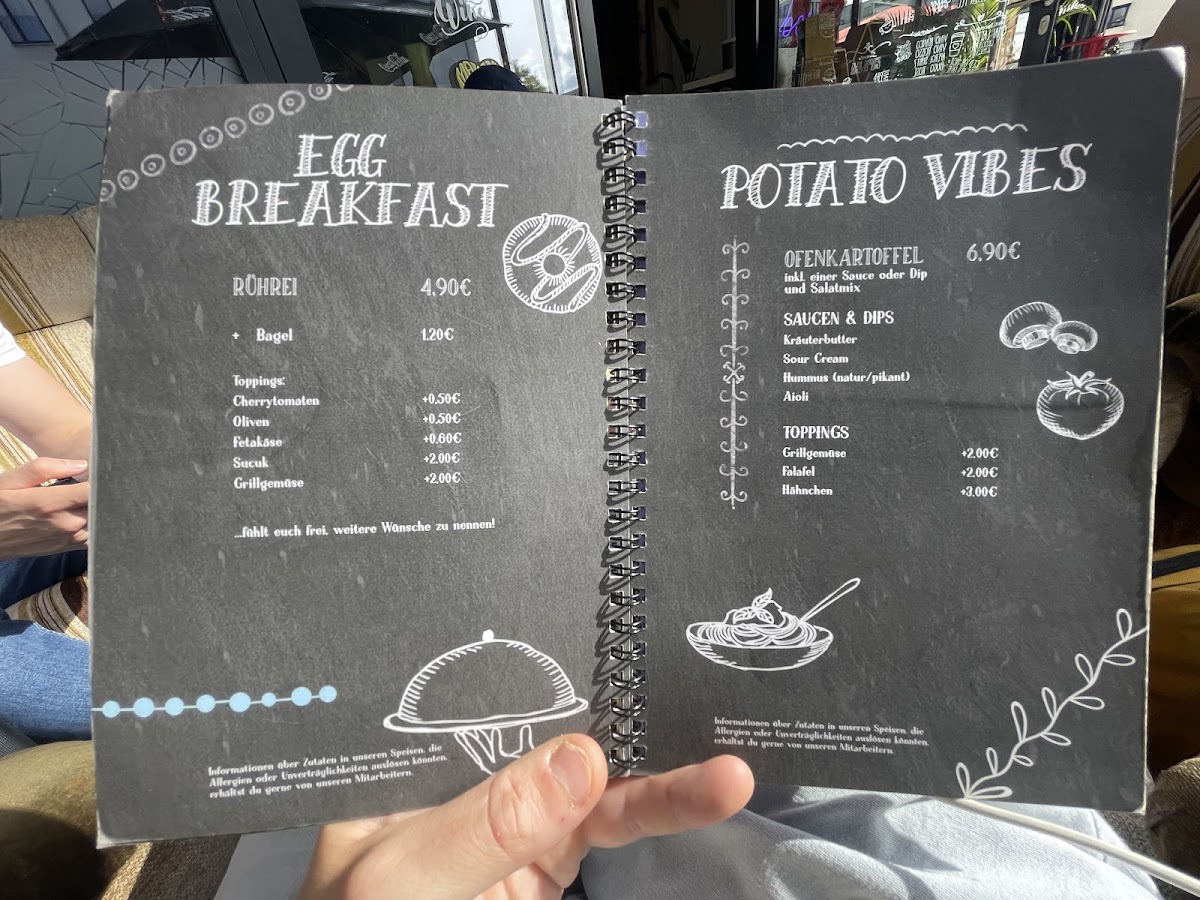 EGG
BREAKFAST
RÜHREI 4,90€
+ Bagel 1.20€
Toppings:
Cherrytomaten +0.50€
Oliven +0.50€
Fetakäse +0.60€
Sucuk +2.00€
Grillgemüse +2.00€
...fühlt euch frei, weitere Wünsche zu nennen!
Informationen über Zutaten in unseren Speisen, die
Allergien oder Unverträglichkeiten auslösen könnten,
erhältst du gerne von unseren Mitarbeitern.
POTATO VIBES
OFENKARTOFFEL 6,90€
inkl. einer Sauce oder Dip
und Salatmix
SAUCEN & DIPS
Kräuterbutter
Sour Cream
Hummus (natur/pikant)
Aioli
TOPPINGS
Grillgemüse +2.00€
Falafel +2.00€
Hähnchen +3.00€
Informationen über Zutaten in unseren Speisen, die
Allergien oder Unverträglichkeiten auslösen könnten,
erhältst du gerne von unseren Mitarbeitern.